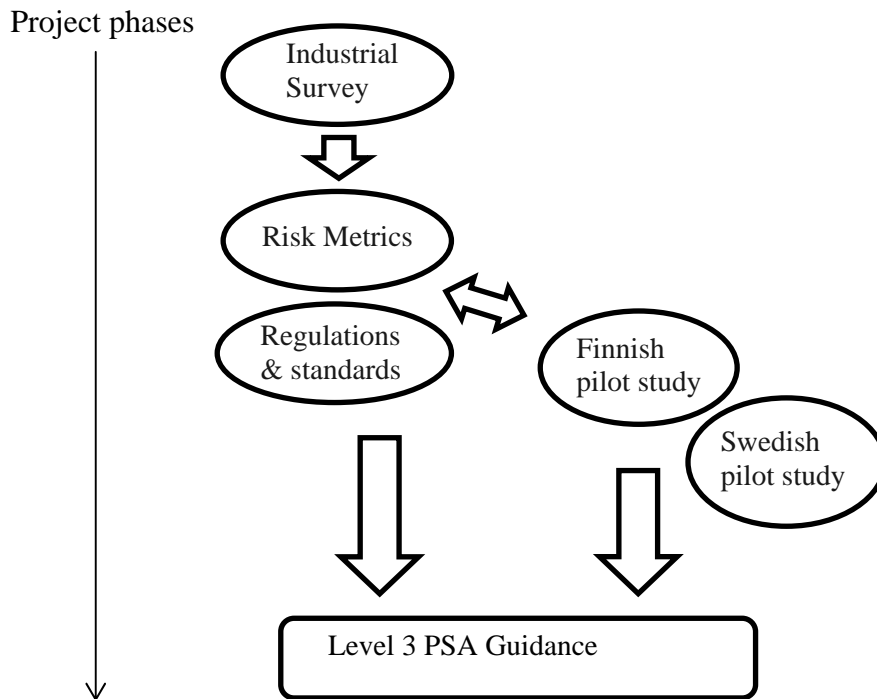 Project phases
Industrial
Survey
Risk Metrics
Regulations
& standards
Finnish
pilot study
Swedish
pilot study
Level 3 PSA Guidance